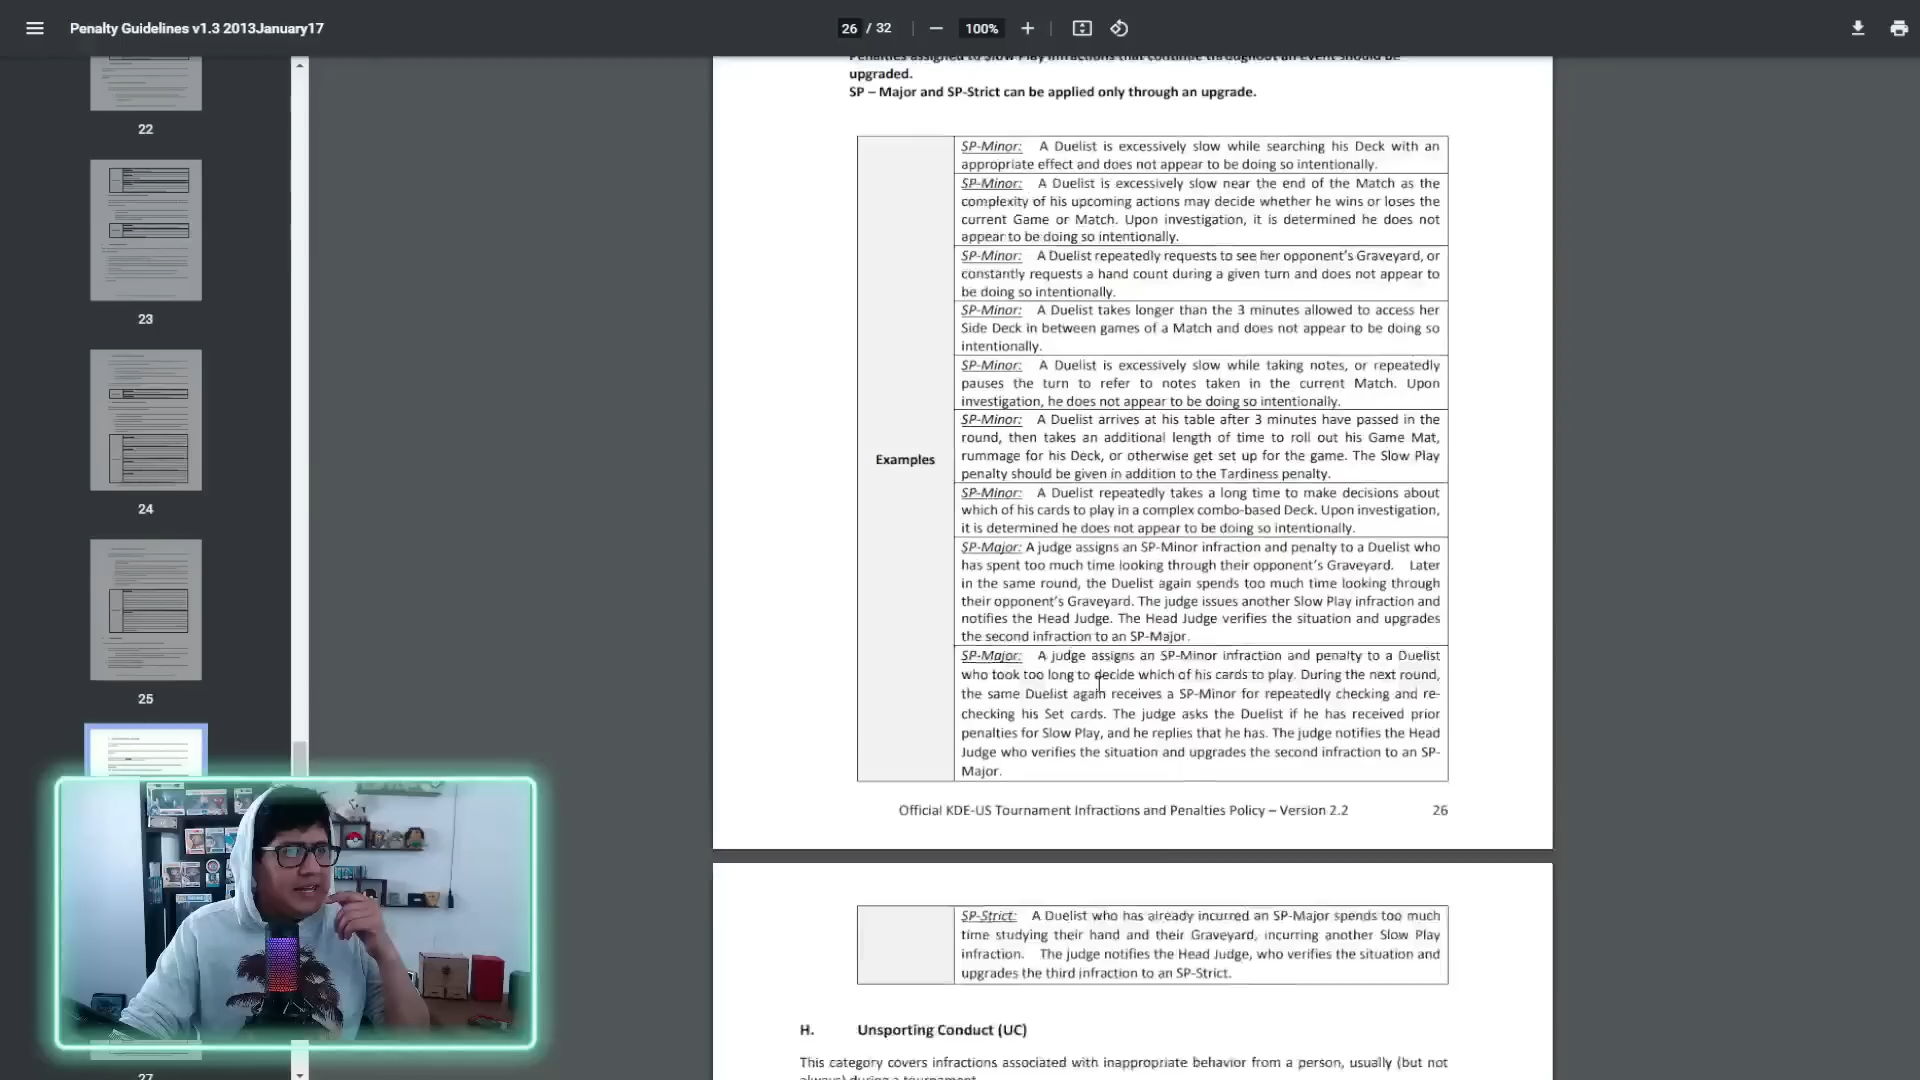 Penalty Guidelines v1.3 2013January17
26 / 32
100%
22
23
24
25
27
Penalties assigned to Slow Play infractions that continue throughout an event should be
upgraded.
SP – Major and SP-Strict can be applied only through an upgrade.
Examples
SP-Minor: A Duelist is excessively slow while searching his Deck with an
appropriate effect and does not appear to be doing so intentionally.
SP-Minor: A Duelist is excessively slow near the end of the Match as the
complexity of his upcoming actions may decide whether he wins or loses the
current Game or Match. Upon investigation, it is determined he does not
appear to be doing so intentionally.
SP-Minor: A Duelist repeatedly requests to see her opponent's Graveyard, or
constantly requests a hand count during a given turn and does not appear to
be doing so intentionally.
SP-Minor: A Duelist takes longer than the 3 minutes allowed to access her
Side Deck in between games of a Match and does not appear to be doing so
intentionally.
SP-Minor: A Duelist is excessively slow while taking notes, or repeatedly
pauses the turn to refer to notes taken in the current Match. Upon
investigation, he does not appear to be doing so intentionally.
SP-Minor: A Duelist arrives at his table after 3 minutes have passed in the
round, then takes an additional length of time to roll out his Game Mat,
rummage for his Deck, or otherwise get set up for the game. The Slow Play
penalty should be given in addition to the Tardiness penalty.
SP-Minor: A Duelist repeatedly takes a long time to make decisions about
which of his cards to play in a complex combo-based Deck. Upon investigation,
it is determined he does not appear to be doing so intentionally.
SP-Major: A judge assigns an SP-Minor infraction and penalty to a Duelist who
has spent too much time looking through their opponent's Graveyard. Later
in the same round, the Duelist again spends too much time looking through
their opponent's Graveyard. The judge issues another Slow Play infraction and
notifies the Head Judge. The Head Judge verifies the situation and upgrades
the second infraction to an SP-Major.
SP-Major: A judge assigns an SP-Minor infraction and penalty to a Duelist
who took too long to decide which of his cards to play. During the next round,
the same Duelist again receives a SP-Minor for repeatedly checking and re-
checking his Set cards. The judge asks the Duelist if he has received prior
penalties for Slow Play, and he replies that he has. The judge notifies the Head
Judge who verifies the situation and upgrades the second infraction to an SP-
Major.
Official KDE-US Tournament Infractions and Penalties Policy – Version 2.2 26
SP-Strict: A Duelist who has already incurred an SP-Major spends too much
time studying their hand and their Graveyard, incurring another Slow Play
infraction. The judge notifies the Head Judge, who verifies the situation and
upgrades the third infraction to an SP-Strict.
H. Unsporting Conduct (UC)
This category covers infractions associated with inappropriate behavior from a person, usually (but not
always) during a tournament.